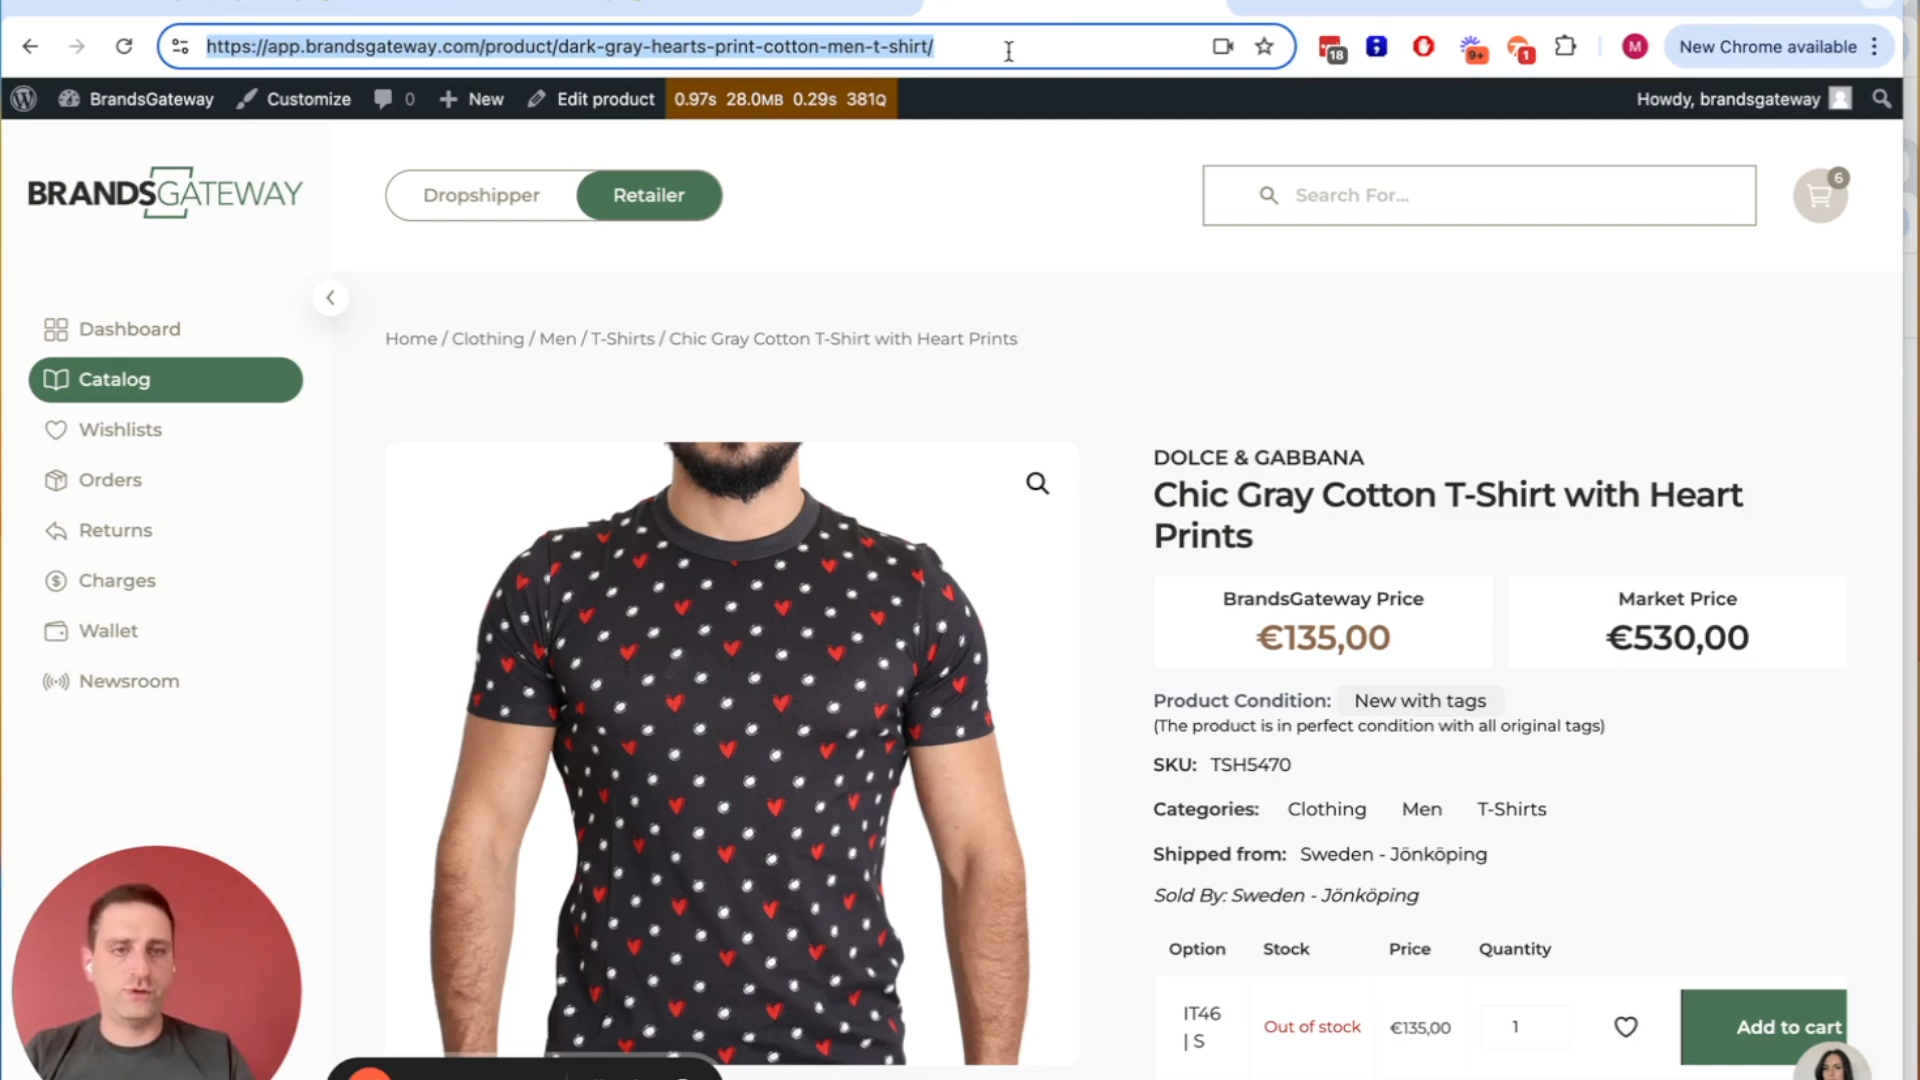 https://app.brandsgateway.com/product/dark-gray-hearts-print-cotton-men-t-shirt/
18
9+
1
M
New Chrome available
BrandsGateway
Customize
0
New
Edit product
0.97s 28.0MB 0.29s 381Q
Howdy, brandsgateway
BRANDSGATEWAY
Dropshipper
Retailer
Search For...
6
Dashboard
Catalog
Wishlists
Orders
Returns
Charges
Wallet
Newsroom
Home / Clothing / Men / T-Shirts / Chic Gray Cotton T-Shirt with Heart Prints
DOLCE & GABBANA
Chic Gray Cotton T-Shirt with Heart
Prints
BrandsGateway Price
€135,00
Market Price
€530,00
Product Condition: New with tags
(The product is in perfect condition with all original tags)
SKU: TSH5470
Categories: Clothing Men T-Shirts
Shipped from: Sweden - Jönköping
Sold By: Sweden - Jönköping
Option Stock Price Quantity
IT46
| S
Out of stock
€135,00
1
Add to cart